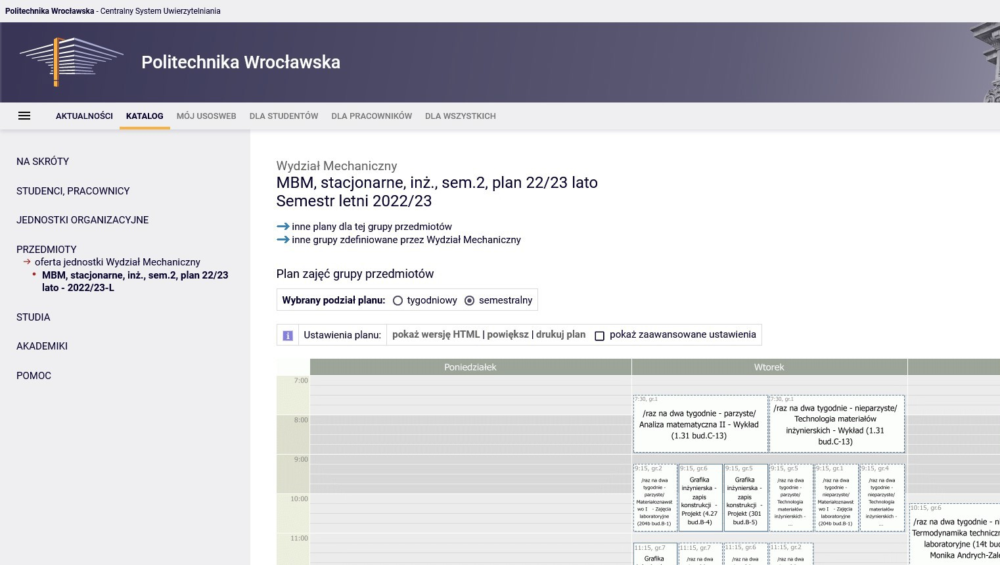 Politechnika Wrocławska - Centralny System Uwierzytelniania
Politechnika Wrocławska
AKTUALNOŚCI KATALOG MÓJ USOSWEB DLA STUDENTÓW DLA PRACOWNIKÓW DLA WSZYSTKICH
NA SKRÓTY
STUDENCI, PRACOWNICY
JEDNOSTKI ORGANIZACYJNE
PRZEDMIOTY
oferta jednostki Wydział Mechaniczny
MBM, stacjonarne, inż., sem.2, plan 22/23
lato - 2022/23-L
STUDIA
AKADEMIKI
POMOC
Wydział Mechaniczny
MBM, stacjonarne, inż., sem.2, plan 22/23 lato
Semestr letni 2022/23
inne plany dla tej grupy przedmiotów
inne grupy zdefiniowane przez Wydział Mechaniczny
Plan zajęć grupy przedmiotów
Wybrany podział planu: tygodniowy semestralny
i Ustawienia planu: pokaż wersję HTML | powiększ | drukuj plan pokaż zaawansowane ustawienia
Poniedziałek Wtorek
7:00
8:00
9:00
10:00
11:00
7:30, gr.1
/raz na dwa tygodnie - parzyste/
Analiza matematyczna II - Wykład
(1.31 bud.C-13)
7:30, gr.1
/raz na dwa tygodnie - nieparzyste/
Technologia materiałów
inżynierskich - Wykład (1.31
bud.C-13)
9:15, gr.2
/raz na dwa
tygodnie -
parzyste/
Materiałoznawst
wo I - Zajęcia
laboratoryjne
(204b bud.B-1)
9:15, gr.6
Grafika
inżynierska -
zapis
konstrukcji -
Projekt (4.27
bud.B-4)
9:15, gr.5
Grafika
inżynierska -
zapis
konstrukcji -
Projekt (301
bud.B-5)
9:15, gr.5
/raz na dwa
tygodnie -
parzyste/
Technologia
materiałów
inżynierskich -
...
9:15, gr.1
/raz na dwa
tygodnie -
nieparzyste/
Materiałoznawst
wo I - Zajęcia
laboratoryjne
(204b bud.B-1)
9:15, gr.4
/raz na dwa
tygodnie -
nieparzyste/
Technologia
materiałów
inżynierskich -
...
10:15, gr.6
/raz na dwa tygodnie - ni
Termodynamika techniczn
laboratoryjne (14t bud
Monika Andrych-Zale
11:15, gr.7
Grafika
11:15, gr.7
/raz na dwa
11:15, gr.6
/raz na dwa
11:15, gr.2
/raz na dwa